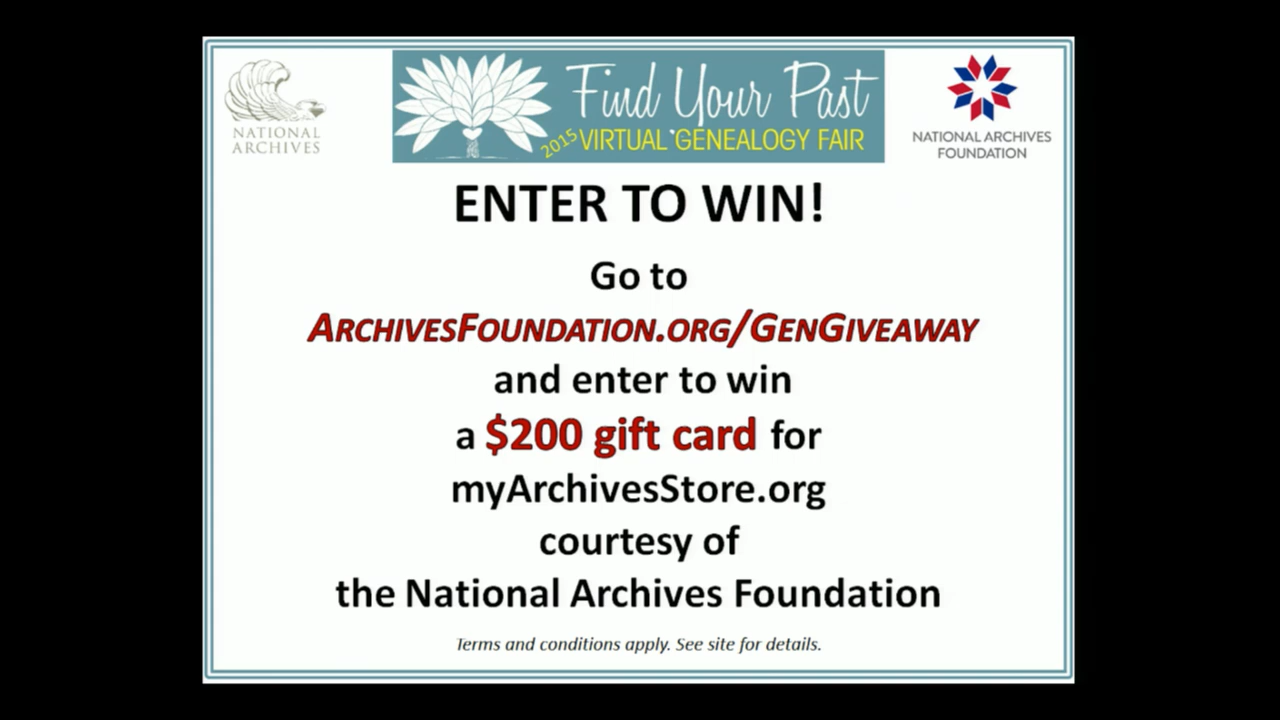 NATIONAL
ARCHIVES
Find Your Past
2015 VIRTUAL GENEALOGY FAIR
NATIONAL ARCHIVES
FOUNDATION
ENTER TO WIN!
Go to
ARCHIVESFOUNDATION.ORG/GENGIVEAWAY
and enter to win
a $200 gift card for
myArchivesStore.org
courtesy of
the National Archives Foundation
Terms and conditions apply. See site for details.